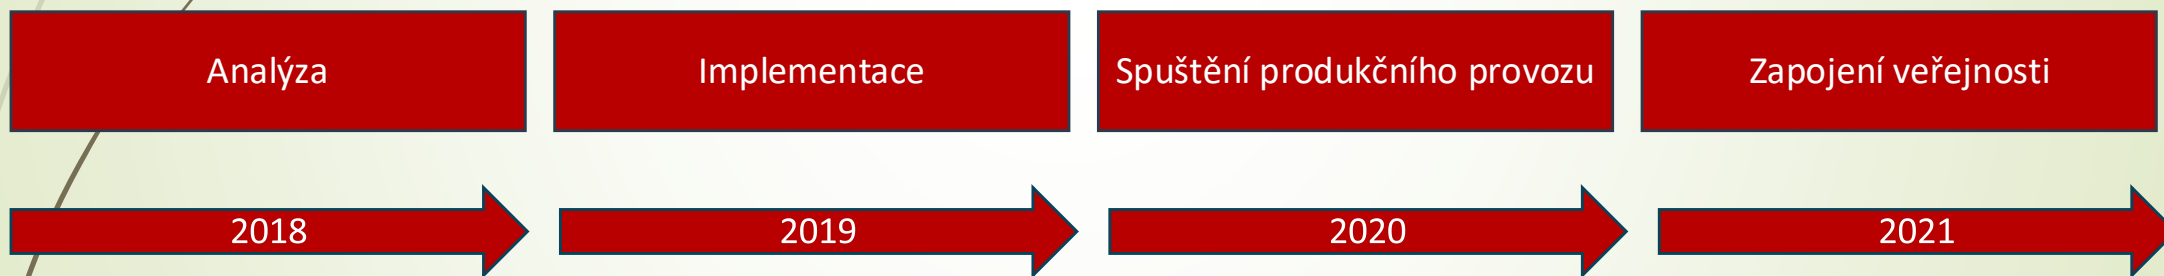 Analýza
Implementace
Spuštění produkčního provozu
Zapojení veřejnosti
2018
2019
2020
2021